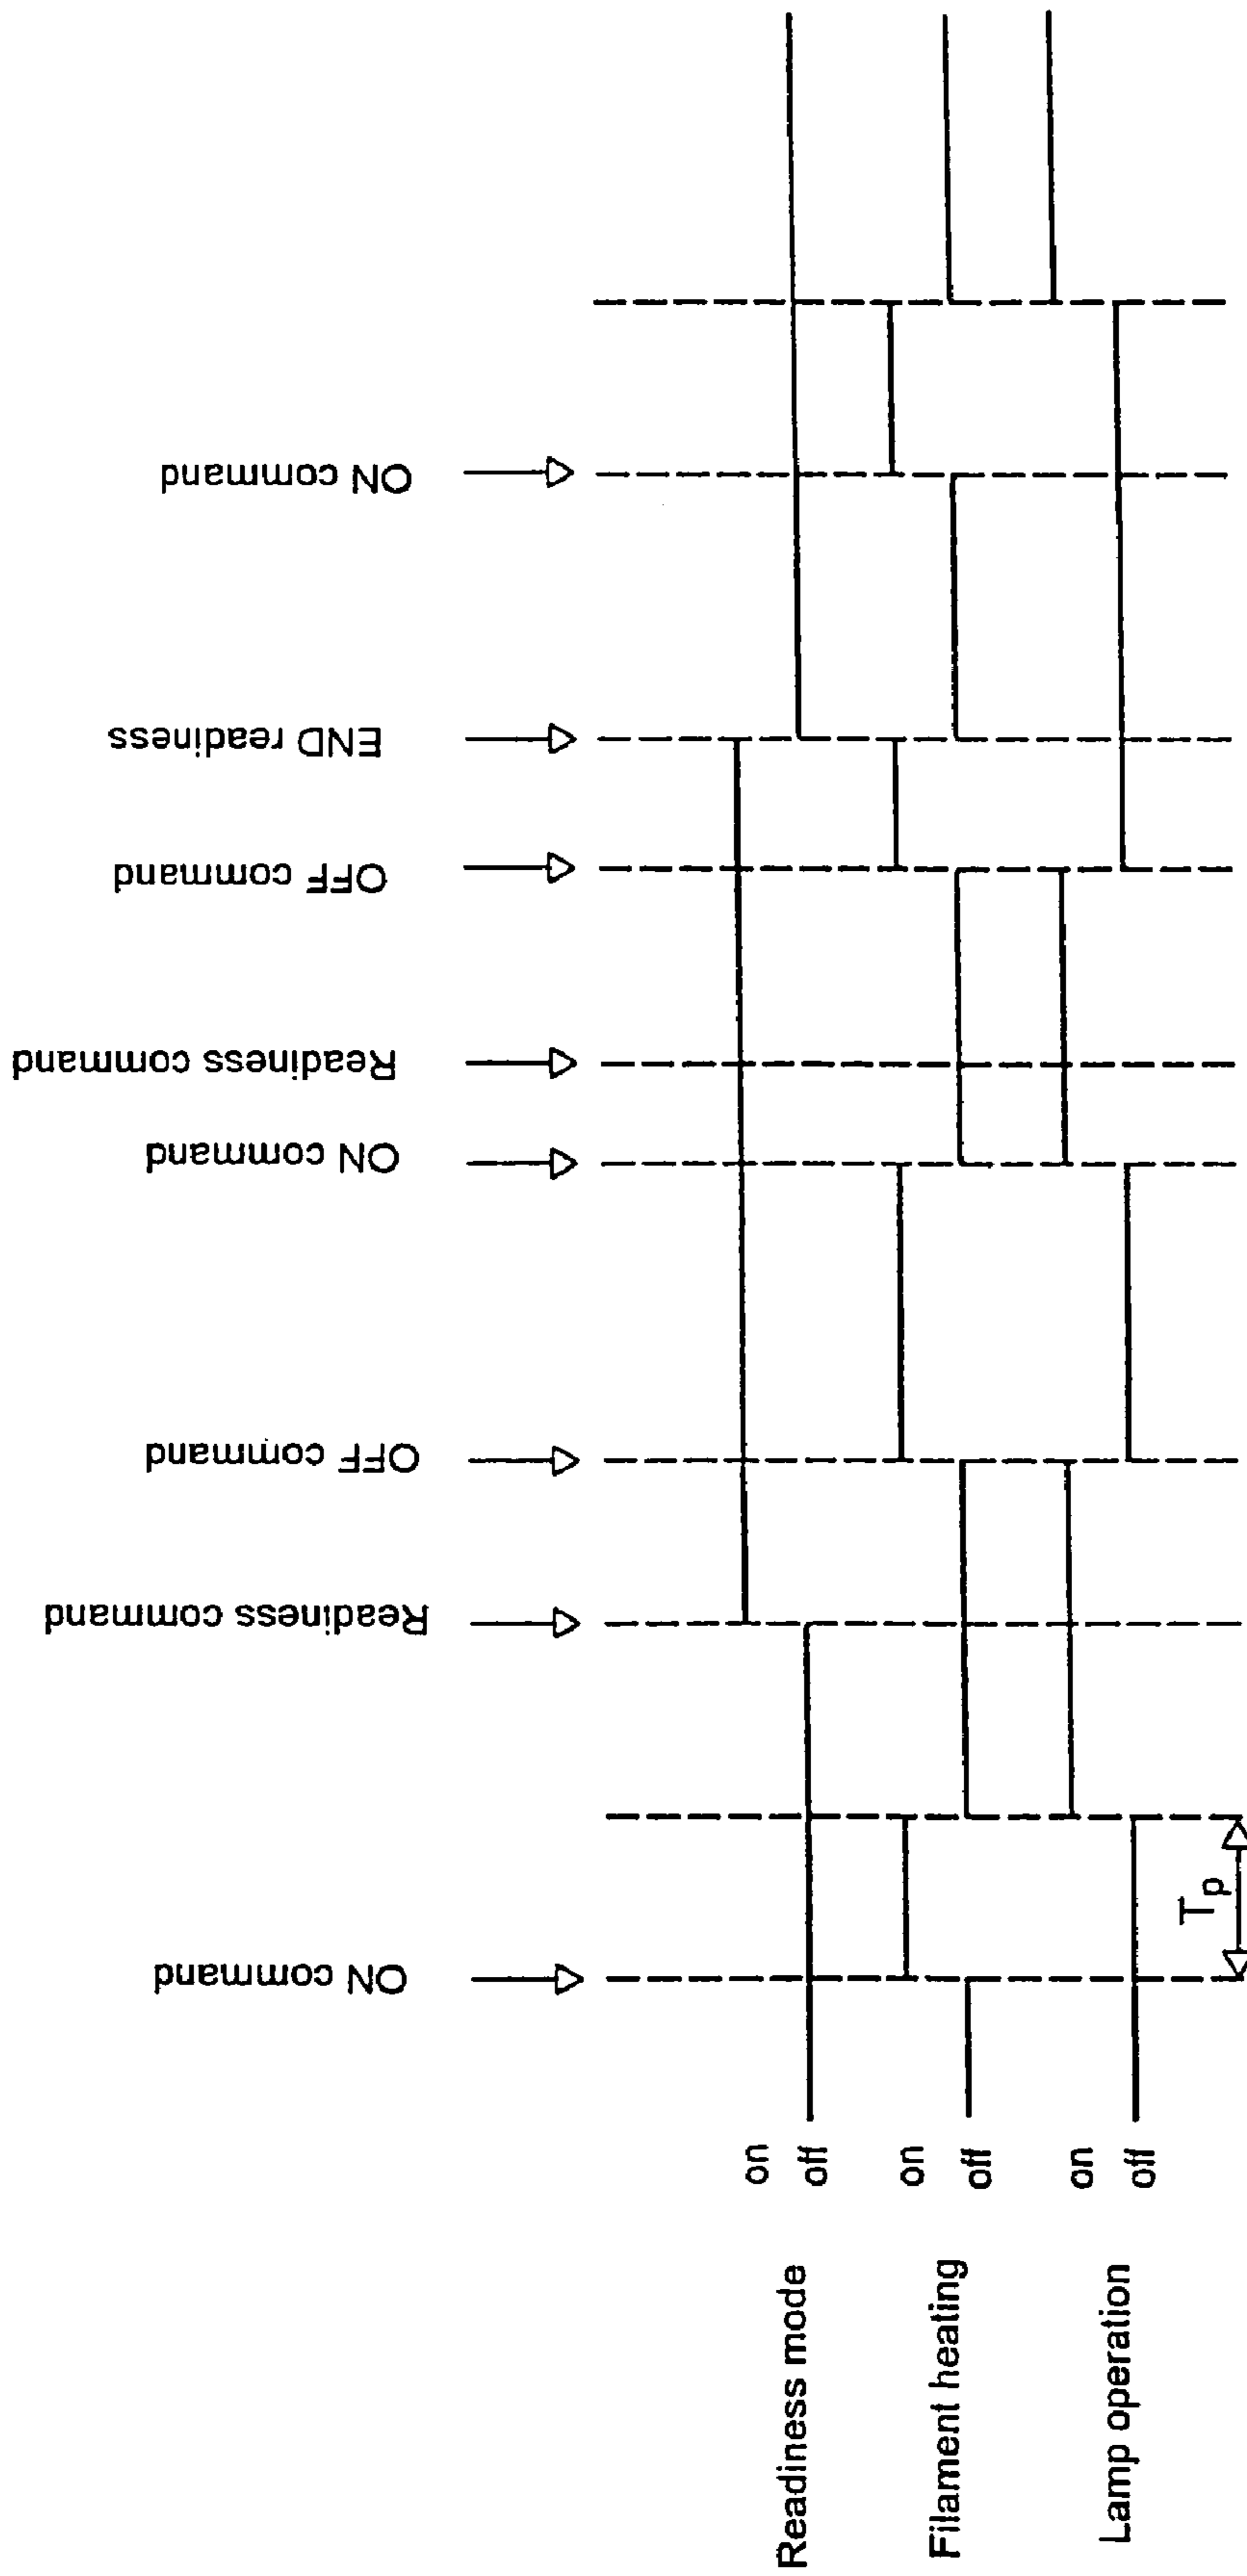 ON command
Readiness command
OFF command
ON command
Readiness command
OFF command
END readiness
ON command
Readiness mode
on
off
Filament heating
on
off
Lamp operation
on
off
Tp